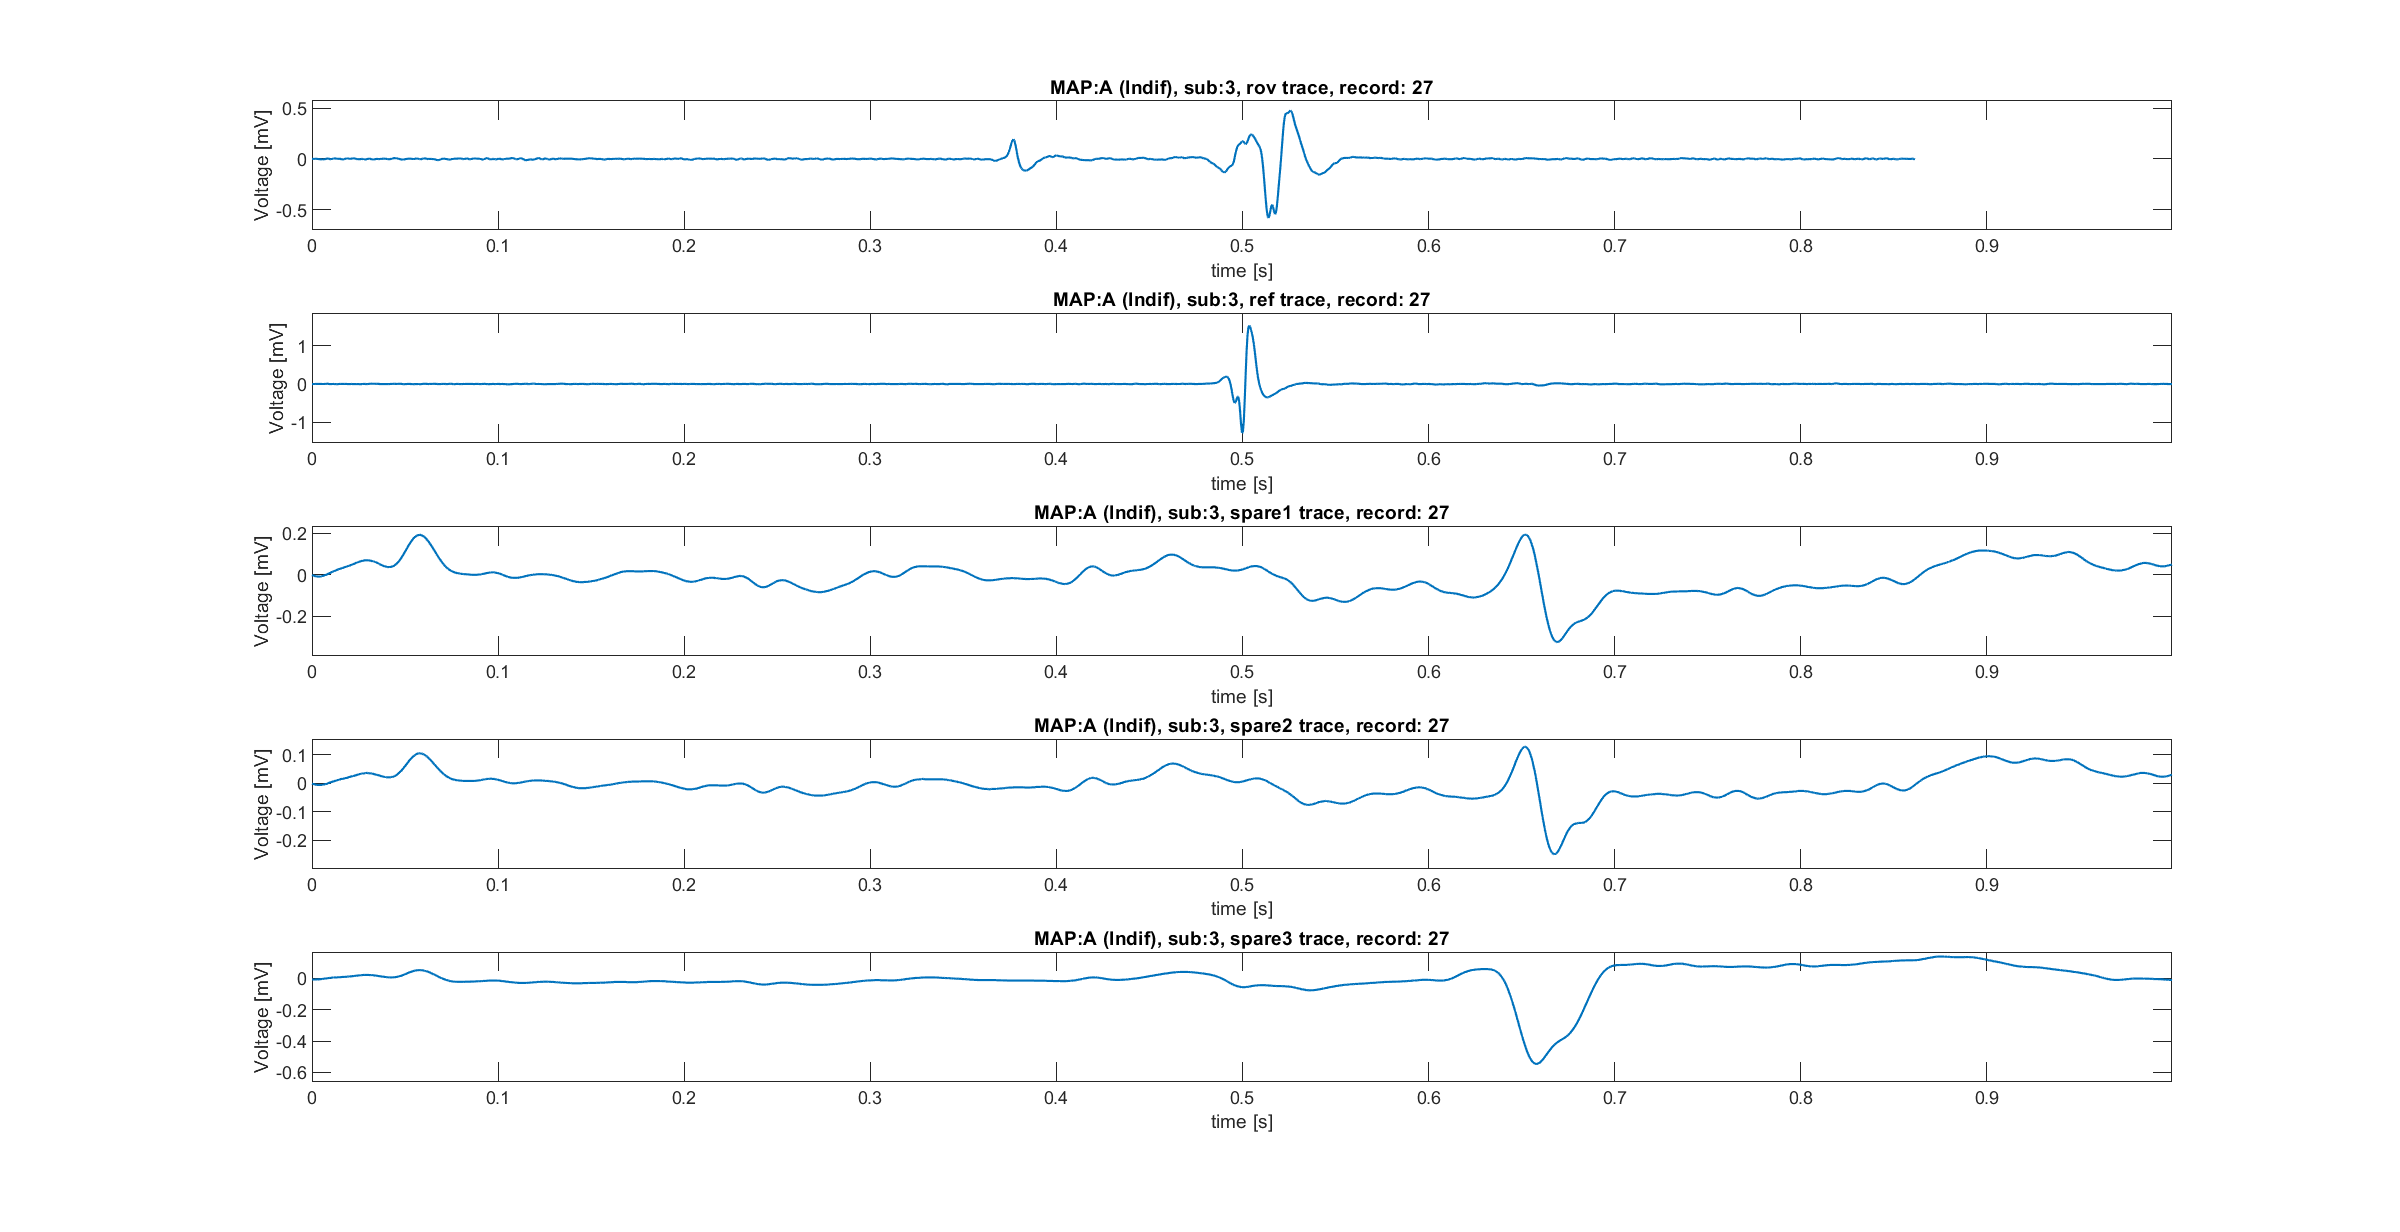 MAP:A (Indif), sub:3, rov trace, record: 27
Voltage [mV]
0.5
0
-0.5
0 0.1 0.2 0.3 0.4 0.5 0.6 0.7 0.8 0.9
time [s]
MAP:A (Indif), sub:3, ref trace, record: 27
Voltage [mV]
1
0
-1
0 0.1 0.2 0.3 0.4 0.5 0.6 0.7 0.8 0.9
time [s]
MAP:A (Indif), sub:3, spare1 trace, record: 27
Voltage [mV]
0.2
0
-0.2
0 0.1 0.2 0.3 0.4 0.5 0.6 0.7 0.8 0.9
time [s]
MAP:A (Indif), sub:3, spare2 trace, record: 27
Voltage [mV]
0.1
0
-0.1
-0.2
0 0.1 0.2 0.3 0.4 0.5 0.6 0.7 0.8 0.9
time [s]
MAP:A (Indif), sub:3, spare3 trace, record: 27
Voltage [mV]
0
-0.2
-0.4
-0.6
0 0.1 0.2 0.3 0.4 0.5 0.6 0.7 0.8 0.9
time [s]